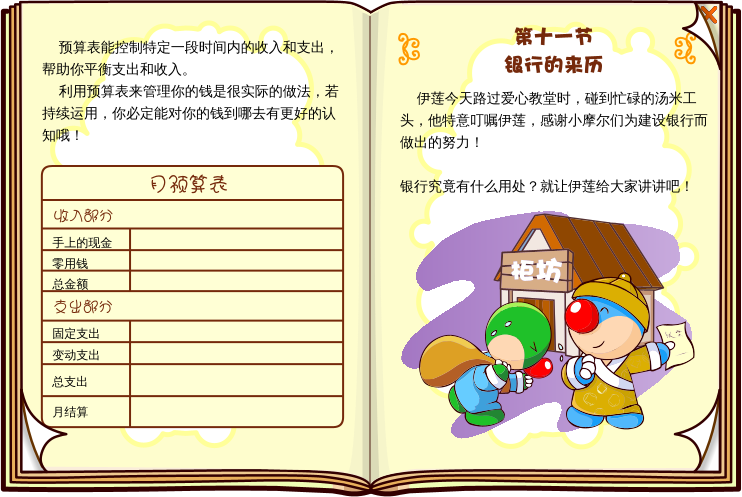 预算表能控制特定一段时间内的收入和支出，
帮助你平衡支出和收入。
利用预算表来管理你的钱是很实际的做法，若
持续运用，你必定能对你的钱到哪去有更好的认
知哦！
月预算表
收入部分
手上的现金
零用钱
总金额
支出部分
固定支出
变动支出
总支出
月结算
第十一节
银行的来历
伊莲今天路过爱心教堂时，碰到忙碌的汤米工
头，他特意叮嘱伊莲，感谢小摩尔们为建设银行而
做出的努力！
银行究竟有什么用处？就让伊莲给大家讲讲吧！
柜坊